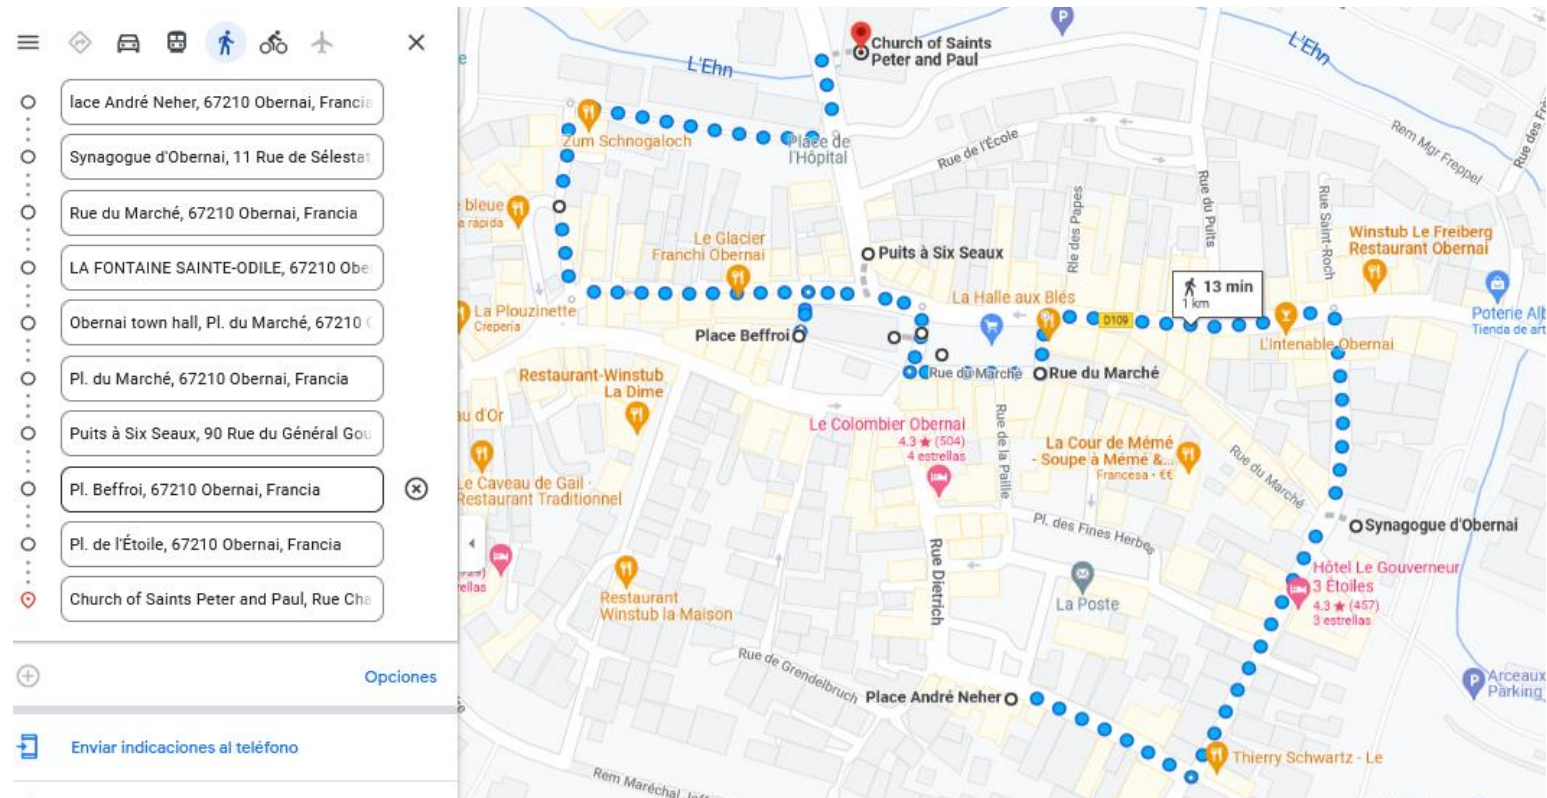 lace André Neher, 67210 Obernai, Francia
Synagogue d'Obernai, 11 Rue de Sélestat
Rue du Marché, 67210 Obernai, Francia
LA FONTAINE SAINTE-ODILE, 67210 Obe
Obernai town hall, Pl. du Marché, 67210
Pl. du Marché, 67210 Obernai, Francia
Puits à Six Seaux, 90 Rue du Général Gou
Pl. Beffroi, 67210 Obernai, Francia
Pl. de l'Étoile, 67210 Obernai, Francia
Church of Saints Peter and Paul, Rue Cha
Opciones
Enviar indicaciones al teléfono
Church of Saints
Peter and Paul
P
L'Ehn
L'Ehn
Zum Schnogaloch
Place de
l'Hôpital
Rue de l'École
Rem Mgr Freppel
Rue des
bleue
rápida
Le Glacier
Franchi Obernai
Puits à Six Seaux
Rle des Papes
Rue du Puits
Rue Saint-Roch
Winstub Le Freiberg
Restaurant Obernai
La Plouzinette
Crepería
La Halle aux Blés
13 min
1 km
D109
L'Intenable Obernai
Poterie
Tienda de
Place Beffroi
Rue du Marché
Rue du Marché
Restaurant-Winstub
La Dime
au d'Or
Le Colombier Obernai
4.3 ★ (504)
4 estrellas
Rue de la Paille
La Cour de Mémé
- Soupe à Mémé &...
Francesa · €€
Rue du Marché
Le Caveau de Gail -
Restaurant Traditionnel
Pl. des Fines Herbes
Synagogue d'Obernai
ellas
Restaurant
Winstub la Maison
Rue Dietrich
La Poste
Hôtel Le Gouverneur
3 Étoiles
4.3 ★ (457)
3 estrellas
Rue de Grendelbruch
Place André Neher
P
Arceaux
Parking
Thierry Schwartz - Le
Rem Maréchal